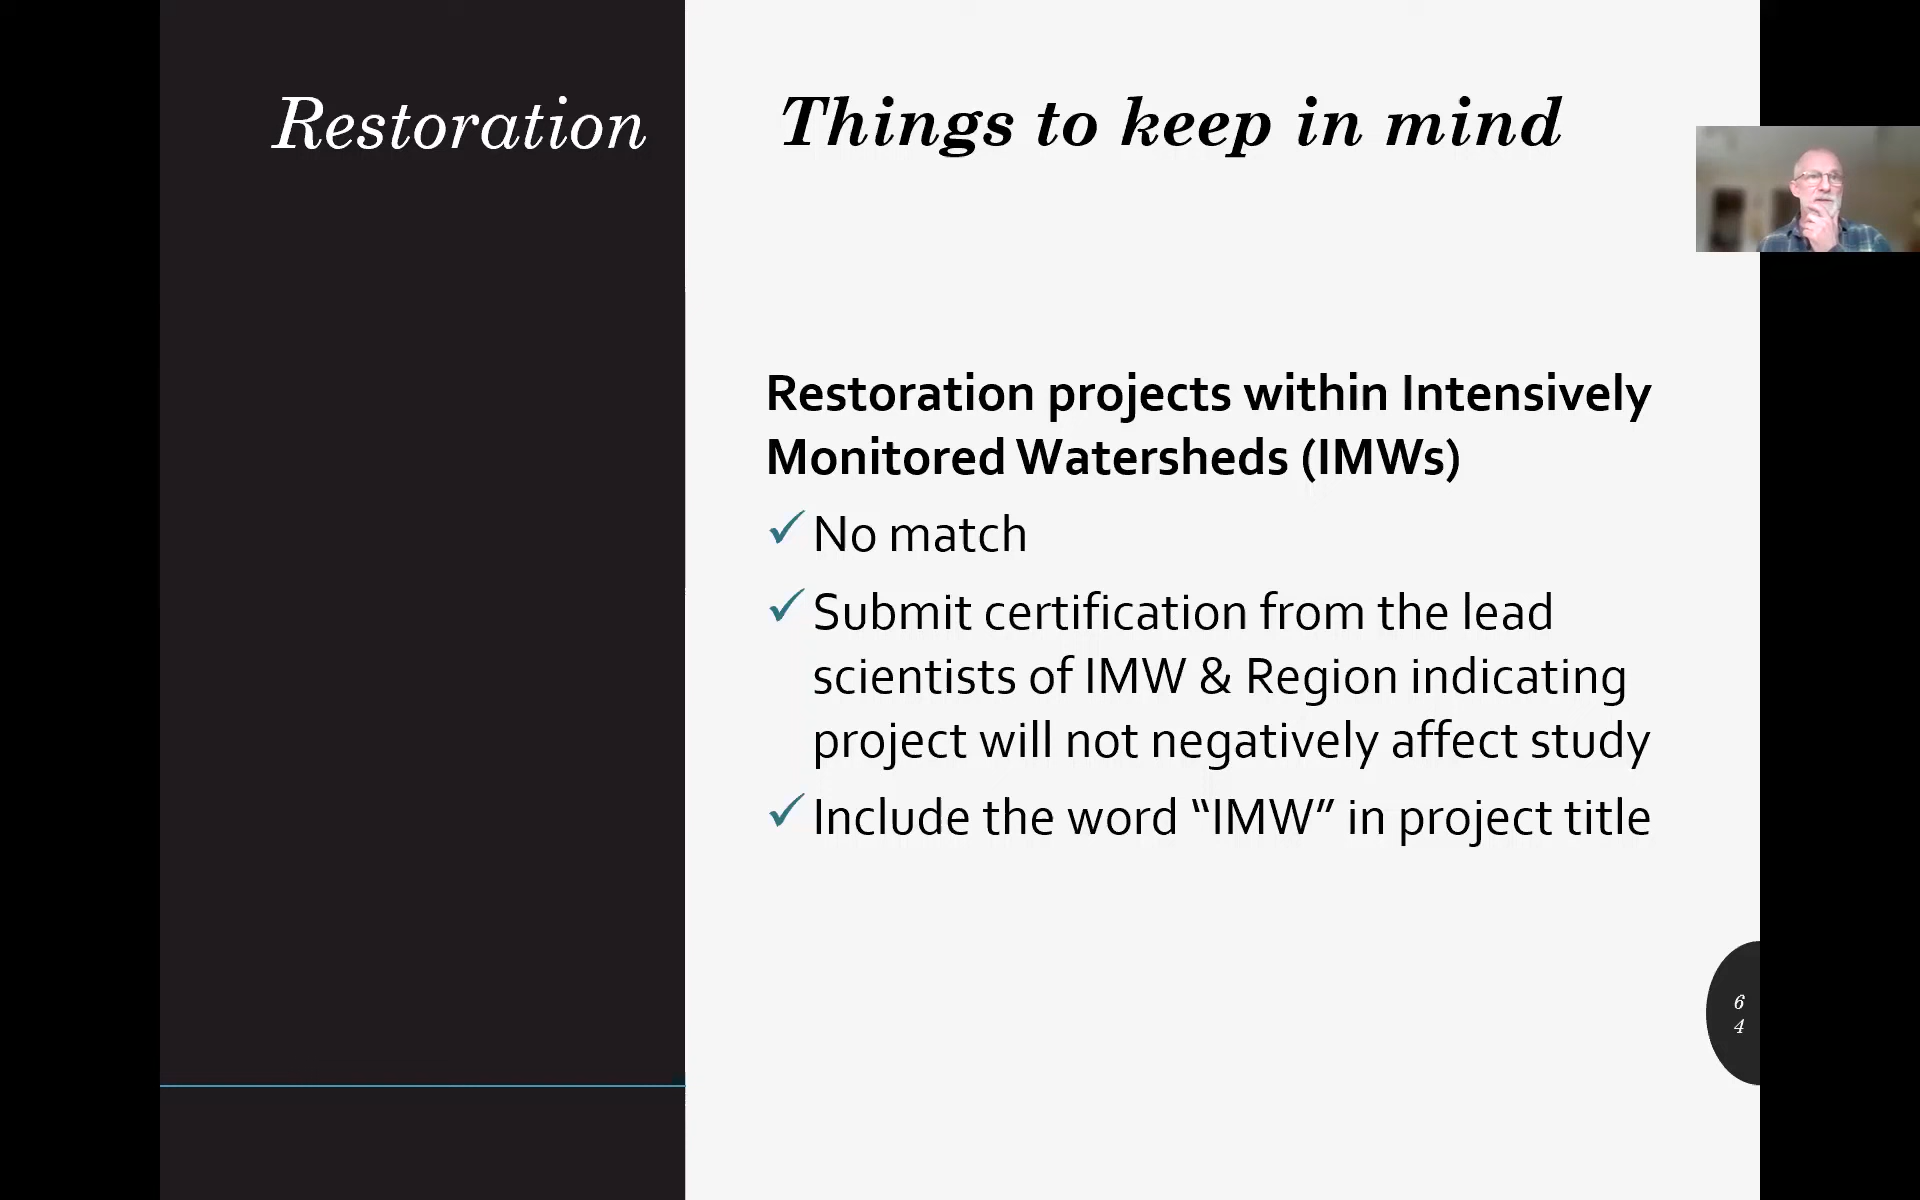 Restoration
Things to keep in mind
Restoration projects within Intensively
Monitored Watersheds (IMWs)
No match
Submit certification from the lead
scientists of IMW & Region indicating
project will not negatively affect study
Include the word “IMW” in project title
6
4